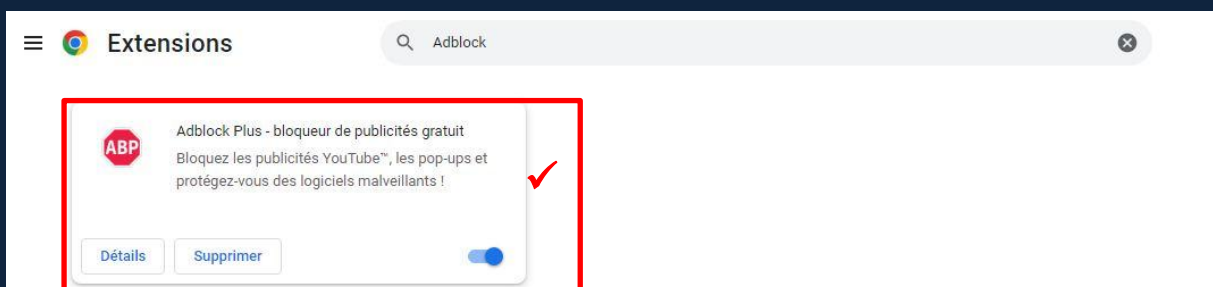 Extensions
Adblock
ABP
Adblock Plus - bloqueur de publicités gratuit
Bloquez les publicités YouTube™, les pop-ups et
protégez-vous des logiciels malveillants !
Détails
Supprimer